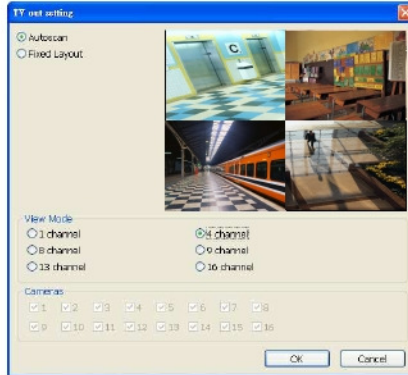 TV out setting
Autoscan
Fixed Layout
C
View Mode
1 channel
4 channel
8 channel
9 channel
13 channel
16 channel
Cameras
1 2 3 4 5 6 7 8
9 10 11 12 13 14 15 16
OK Cancel